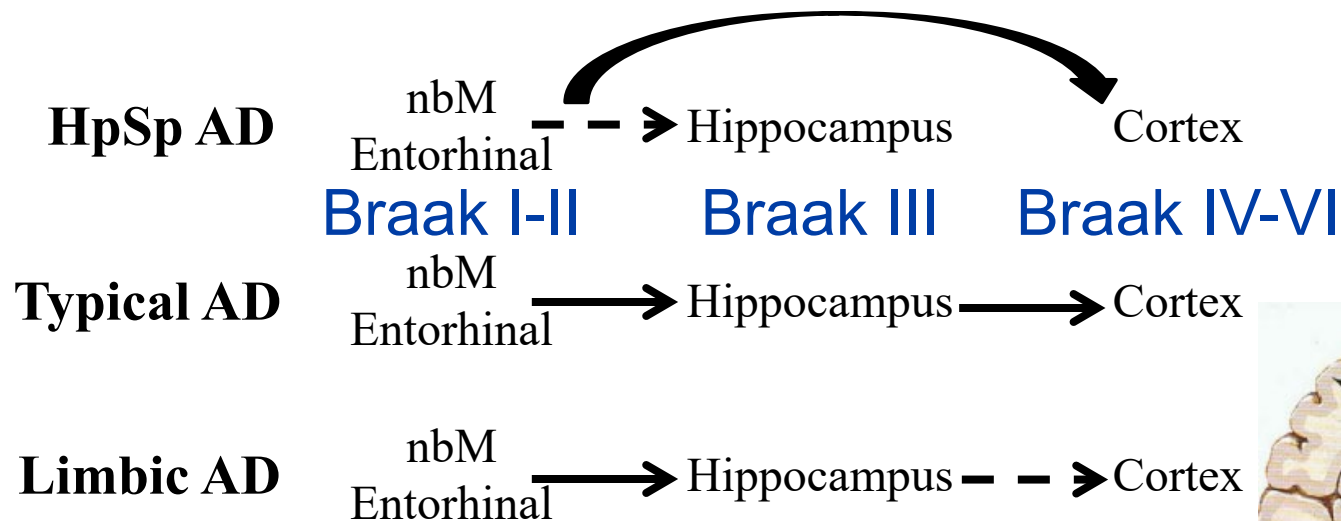 nbM
HpSp AD Hippocampus Cortex
Entorhinal
Braak I-II Braak III Braak IV-VI
nbM
Typical AD Hippocampus Cortex
Entorhinal
nbM
Limbic AD Hippocampus Cortex
Entorhinal